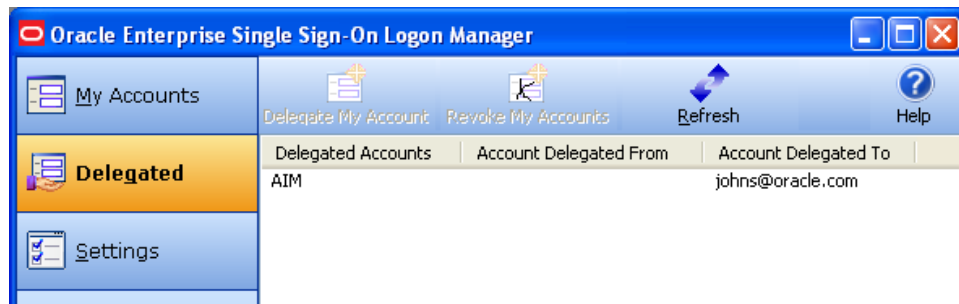 Oracle Enterprise Single Sign-On Logon Manager
My Accounts
Delegate My Account Revoke My Accounts Refresh Help
Delegated Accounts Account Delegated From Account Delegated To
Delegated
AIM johns@oracle.com
Settings